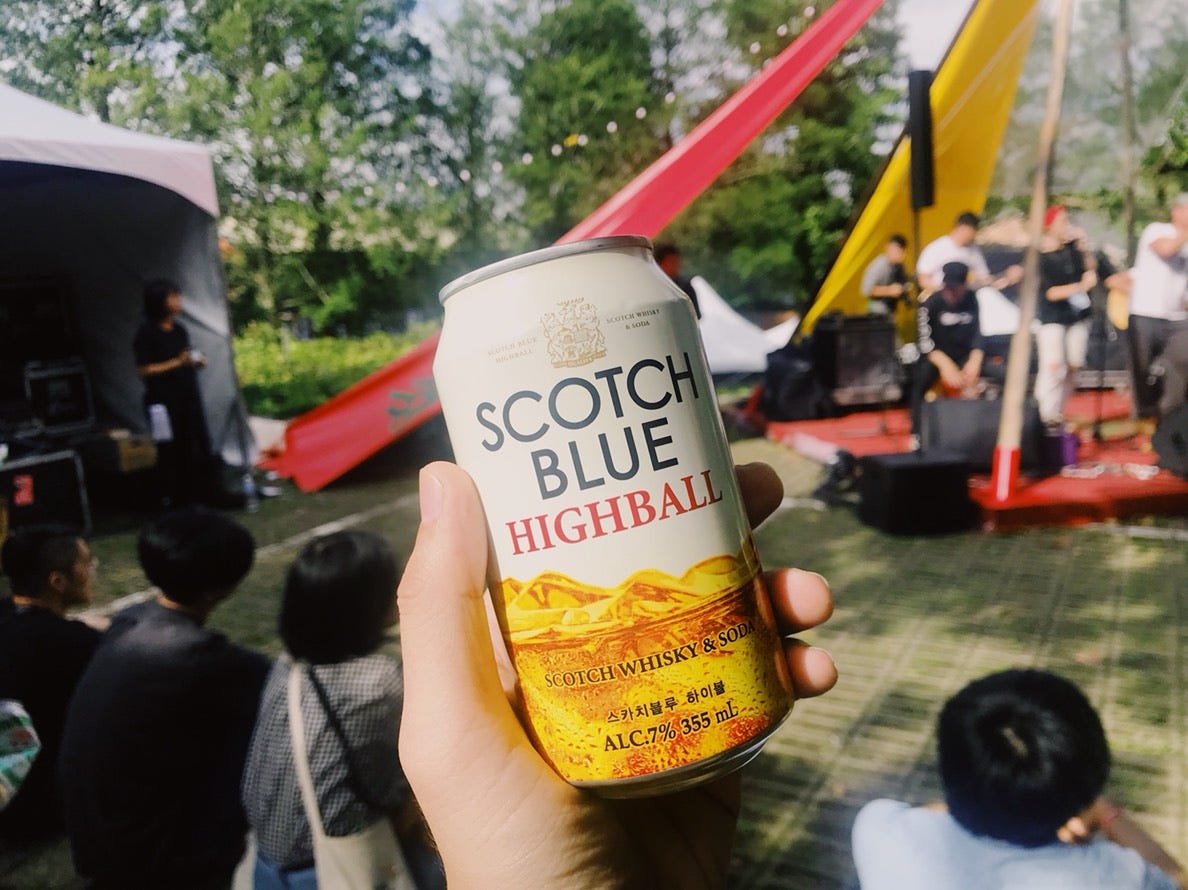 SCOTCH BLUE
HIGHBALL
SCOTCH WHISKY
& SODA
SCOTCH
BLUE
HIGHBALL
SCOTCH WHISKY & SODA
스카치블루 하이볼
ALC.7% 355 mL